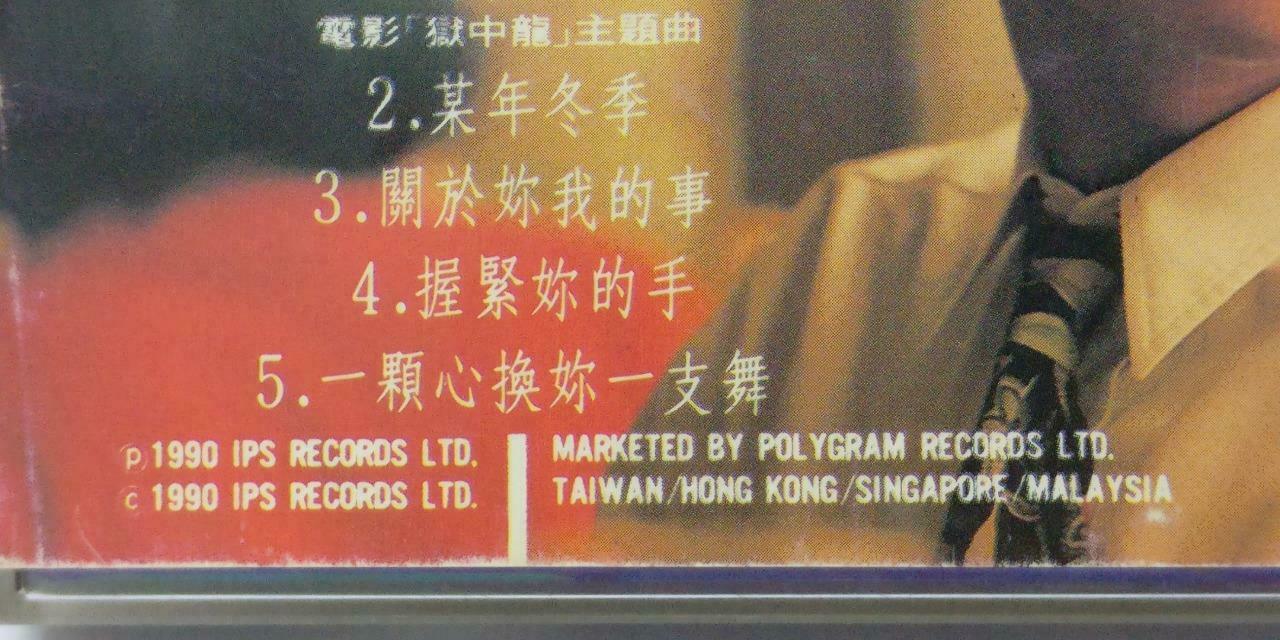 電影「獄中龍」主題曲
2.某年冬季
3.關於妳我的事
4.握緊妳的手
5.一顆心換妳一支舞
℗1990 IPS RECORDS LTD.
©1990 IPS RECORDS LTD.
MARKETED BY POLYGRAM RECORDS LTD.
TAIWAN/HONG KONG/SINGAPORE/MALAYSIA